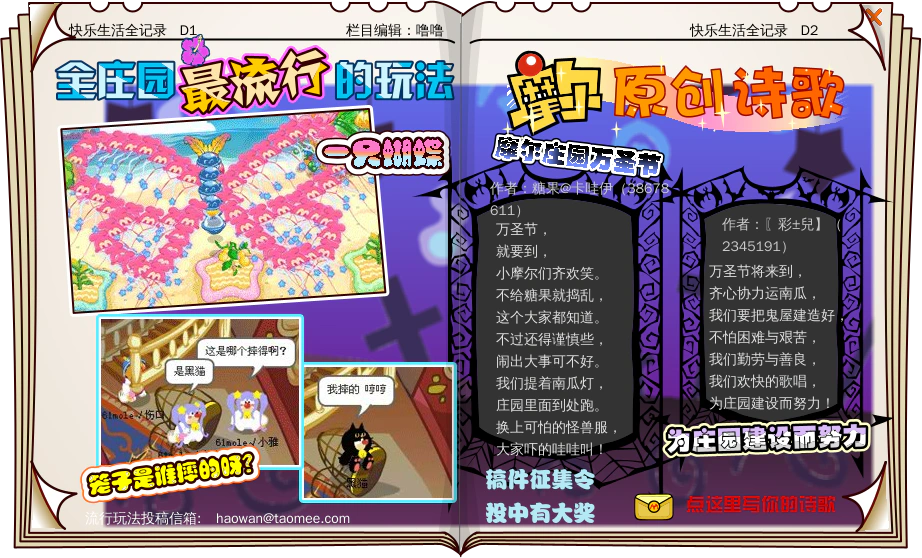 快乐生活全记录 D1
栏目编辑：噜噜
全庄园最流行的玩法
一只蝴蝶
这是哪个摔得啊？
是黑猫
61mole√伤口
61mole√小雅
我摔的 哼哼
黑猫
笼子是谁摔的呀？
流行玩法投稿信箱: haowan@taomee.com
快乐生活全记录 D2
摩尔原创诗歌
摩尔庄园万圣节
作者：糖果@卡哇伊（38678
611）
万圣节，
就要到，
小摩尔们齐欢笑。
不给糖果就捣乱，
这个大家都知道。
不过还得谨慎些，
闹出大事可不好。
我们提着南瓜灯，
庄园里面到处跑。
换上可怕的怪兽服，
大家吓的哇哇叫！
稿件征集令
投中有大奖
作者：〖彩±兒】（
2345191）
万圣节将来到，
齐心协力运南瓜，
我们要把鬼屋建造好，
不怕困难与艰苦，
我们勤劳与善良，
我们欢快的歌唱，
为庄园建设而努力！
为庄园建设而努力
点这里写你的诗歌